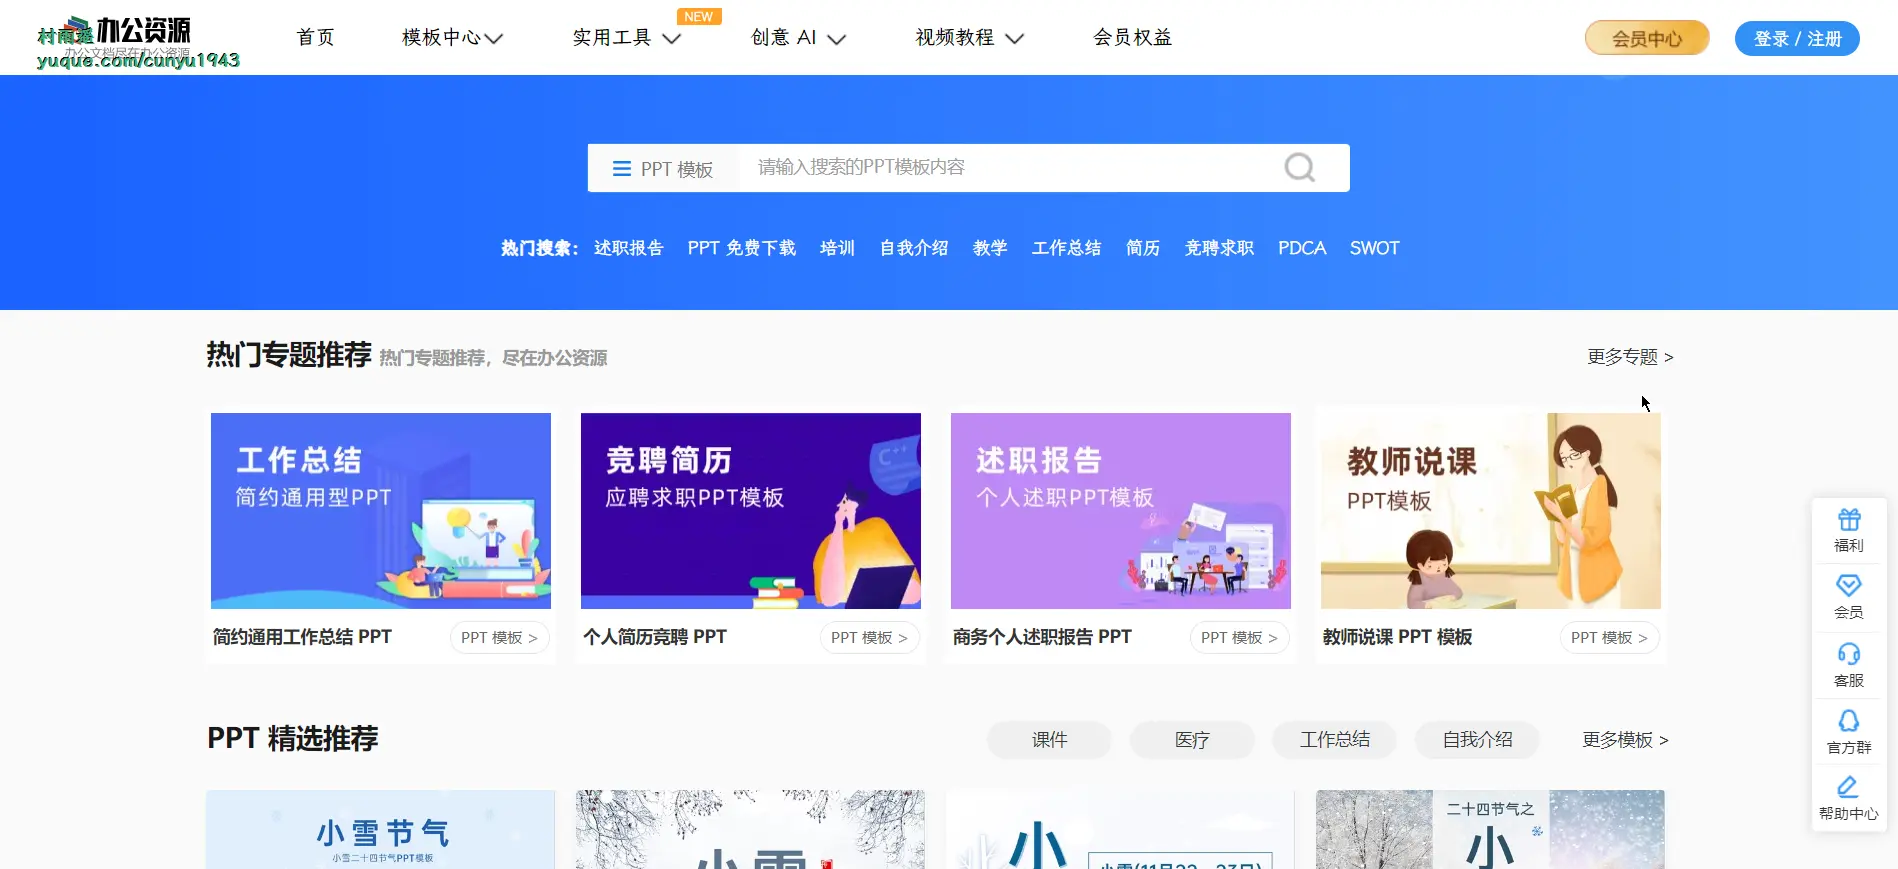 办公资源
办公文档尽在办公资源
村雨遥
yuque.com/cunyu1943
首页
模板中心
实用工具
NEW
创意 AI
视频教程
会员权益
会员中心
登录 / 注册
PPT 模板
请输入搜索的PPT模板内容
热门搜索: 述职报告 PPT 免费下载 培训 自我介绍 教学 工作总结 简历 竞聘求职 PDCA SWOT
热门专题推荐 热门专题推荐，尽在办公资源
更多专题 >
工作总结
简约通用型PPT
简约通用工作总结 PPT
PPT 模板 >
竞聘简历
应聘求职PPT模板
C++
个人简历竞聘 PPT
PPT 模板 >
述职报告
个人述职PPT模板
商务个人述职报告 PPT
PPT 模板 >
教师说课
PPT模板
教师说课 PPT 模板
PPT 模板 >
福利
会员
客服
官方群
帮助中心
PPT 精选推荐
课件
医疗
工作总结
自我介绍
更多模板 >
小雪节气
小雪二十四节气PPT模板
小雪
小
小雪(11月22—23日)
二十四节气之
小